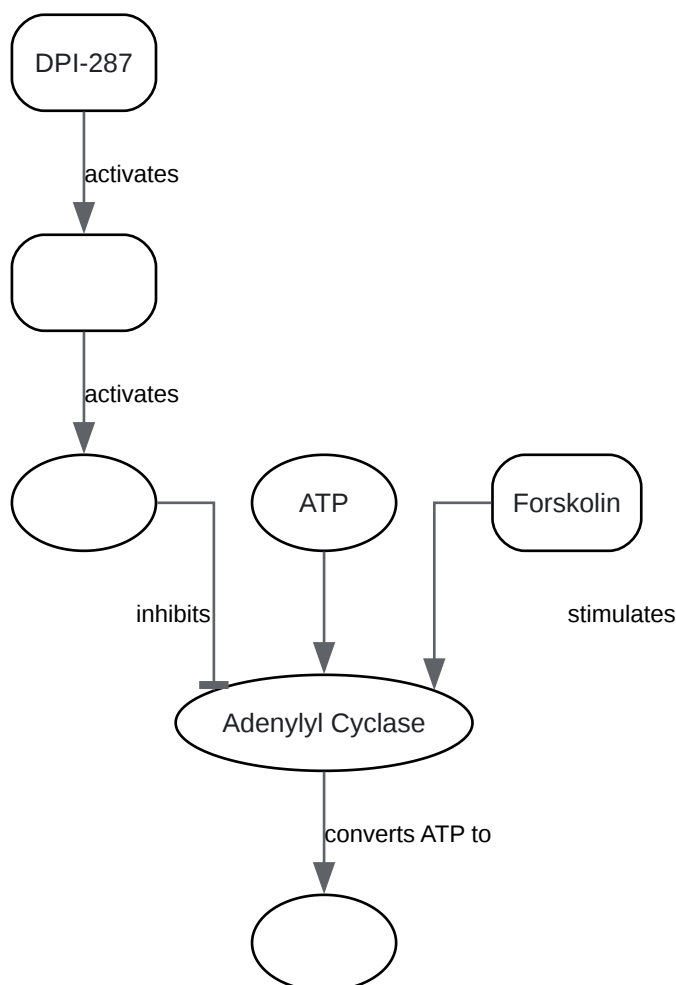 DPI-287
activates
activates
ATP
Forskolin
inhibits
stimulates
Adenylyl Cyclase
converts ATP to